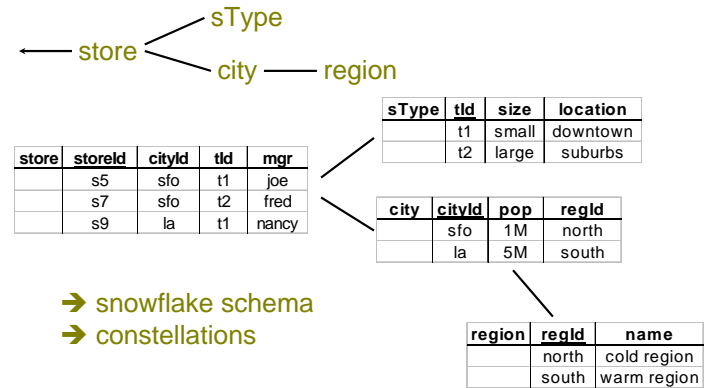 sType
store
city
region
sType tId size location
t1 small downtown
t2 large suburbs
store storeId cityId tId mgr
s5 sfo t1 joe
s7 sfo t2 fred
s9 la t1 nancy
city cityId pop regId
sfo 1M north
la 5M south
➔ snowflake schema
➔ constellations
region regId name
north cold region
south warm region